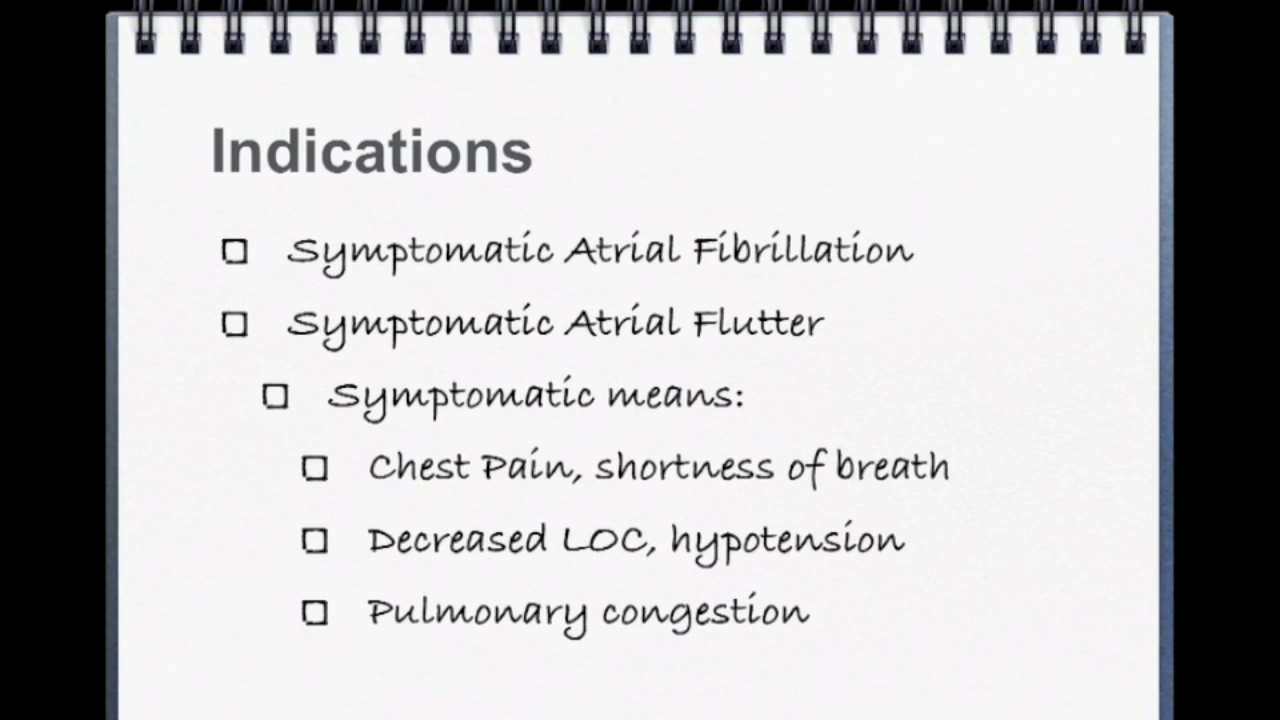 Indications
Symptomatic Atrial Fibrillation
Symptomatic Atrial Flutter
Symptomatic means:
Chest Pain, shortness of breath
Decreased LOC, hypotension
Pulmonary congestion